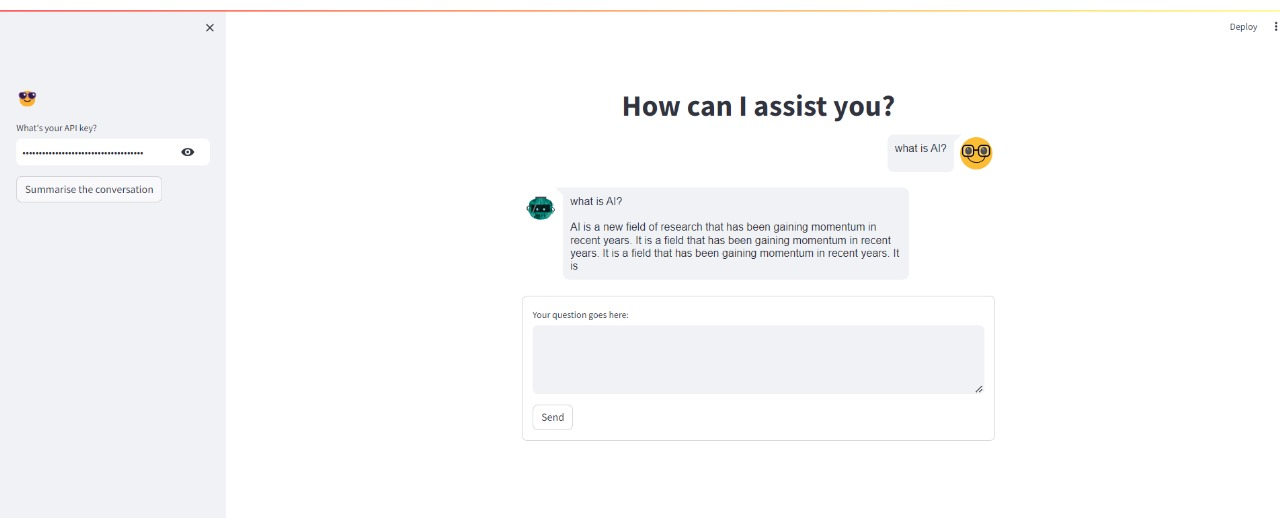 Deploy
What's your API key?
Summarise the conversation
How can I assist you?
what is AI?
what is AI?
AI is a new field of research that has been gaining momentum in
recent years. It is a field that has been gaining momentum in recent
years. It is a field that has been gaining momentum in recent years. It
is
Your question goes here:
Send